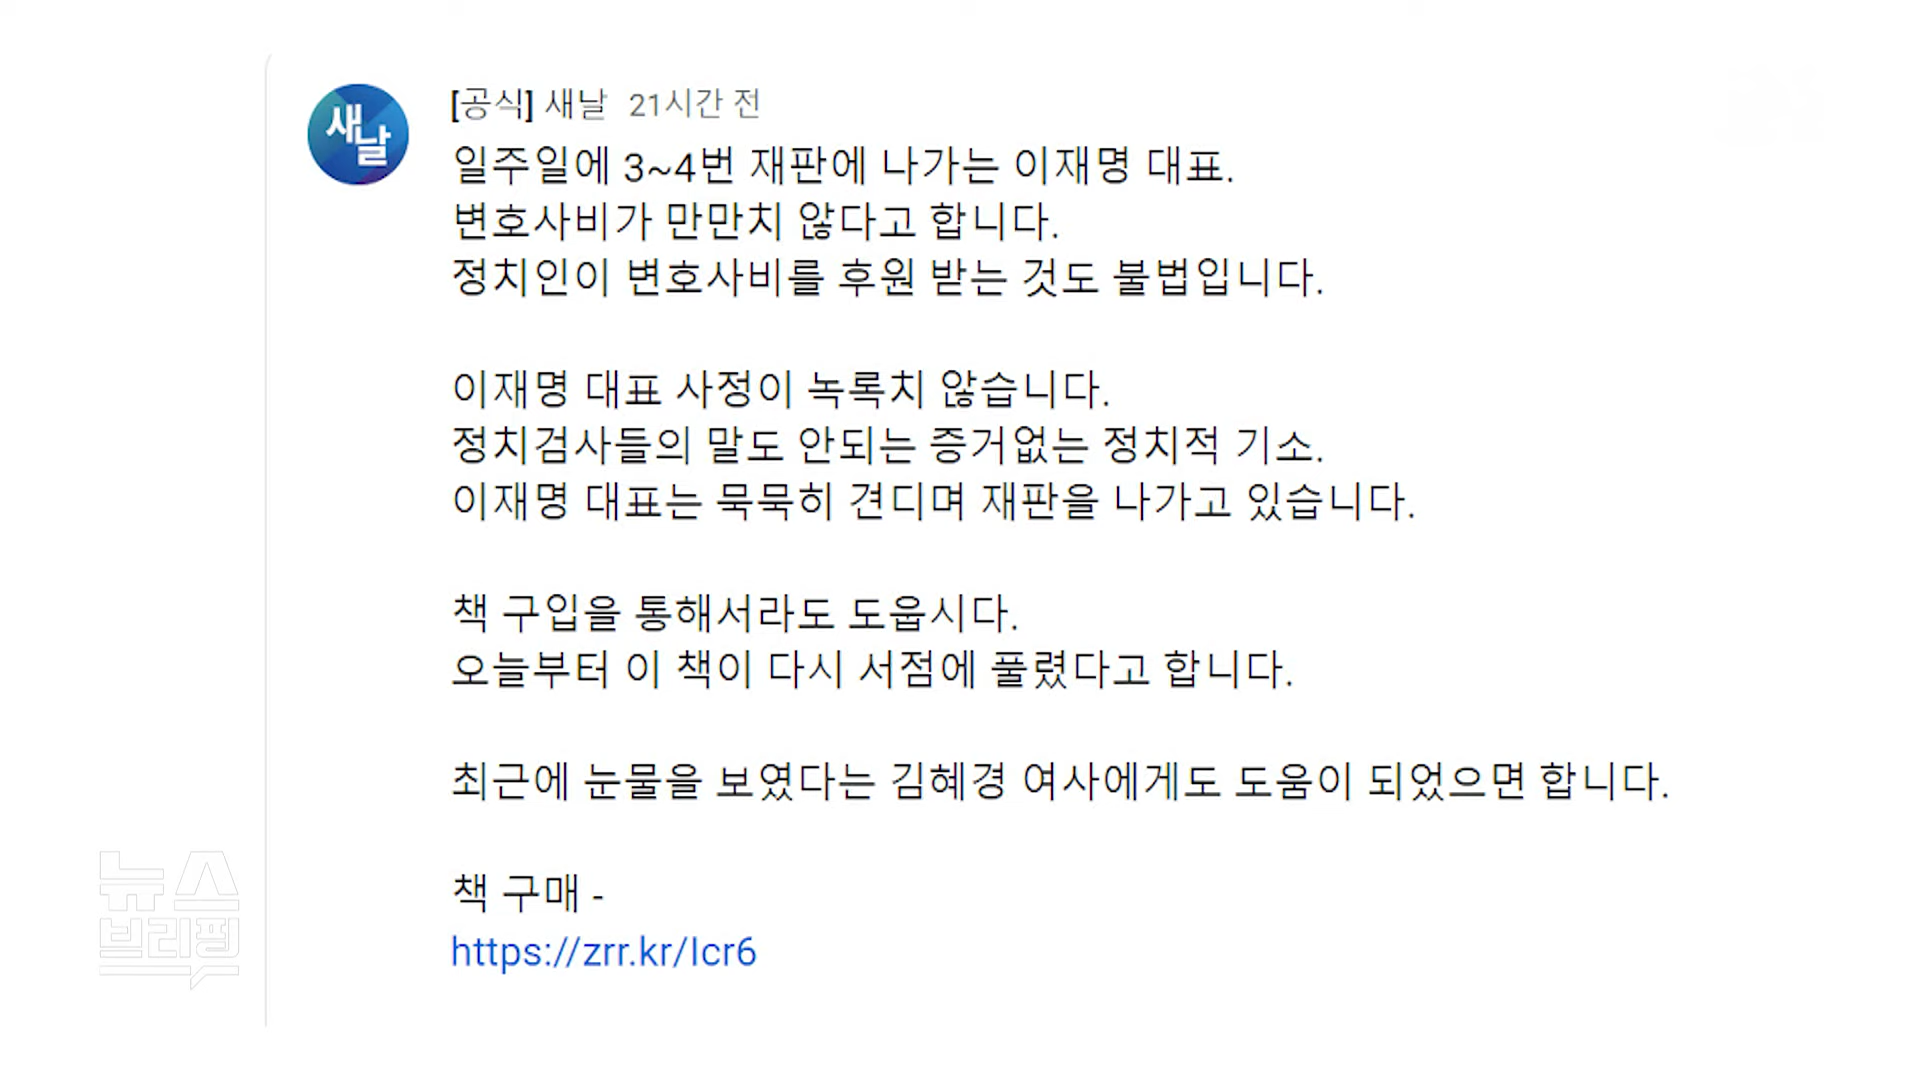 새날
[공식] 새날 21시간 전
일주일에 3~4번 재판에 나가는 이재명 대표.
변호사비가 만만치 않다고 합니다.
정치인이 변호사비를 후원 받는 것도 불법입니다.
이재명 대표 사정이 녹록치 않습니다.
정치검사들의 말도 안되는 증거없는 정치적 기소.
이재명 대표는 묵묵히 견디며 재판을 나가고 있습니다.
책 구입을 통해서라도 도웁시다.
오늘부터 이 책이 다시 서점에 풀렸다고 합니다.
최근에 눈물을 보였다는 김혜경 여사에게도 도움이 되었으면 합니다.
책 구매 -
https://zrr.kr/Icr6
뉴스
브리핑